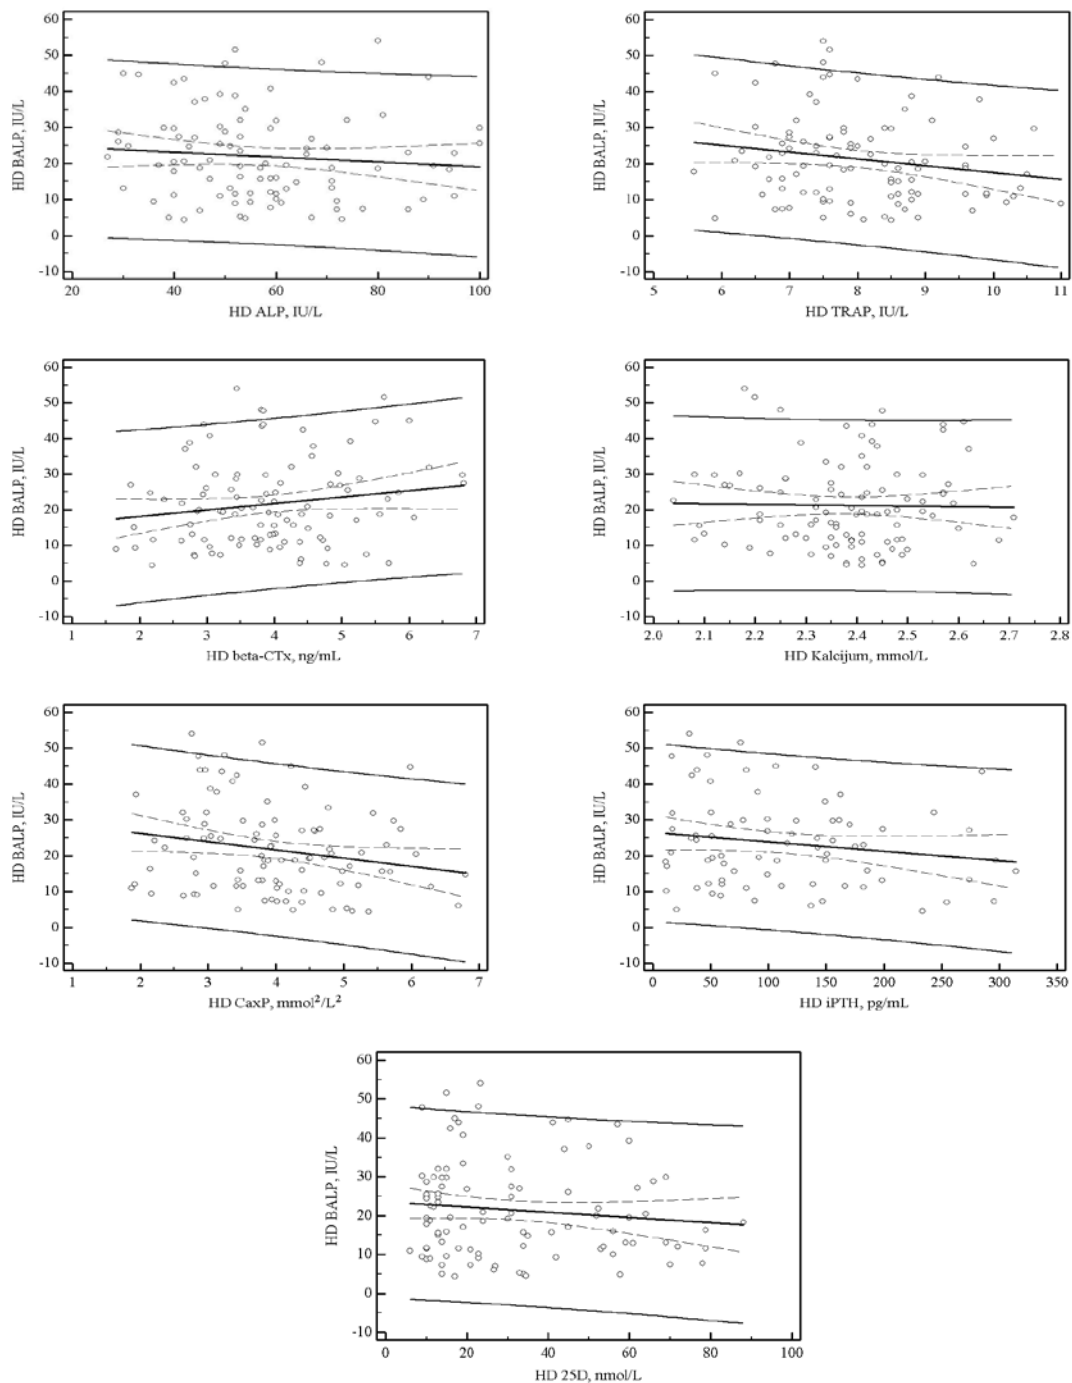 60
50
40
30
20
10
0
-10
HD BALP, IU/L
20 40 60 80 100
HD ALP, IU/L
60
50
40
30
20
10
0
-10
HD BALP, IU/L
5 6 7 8 9 10 11
HD TRAP, IU/L
60
50
40
30
20
10
0
-10
HD BALP, IU/L
1 2 3 4 5 6 7
HD beta-CTx, ng/mL
60
50
40
30
20
10
0
-10
HD BALP, IU/L
2.0 2.1 2.2 2.3 2.4 2.5 2.6 2.7 2.8
HD Kalcijum, mmol/L
60
50
40
30
20
10
0
-10
HD BALP, IU/L
1 2 3 4 5 6 7
HD CaxP, mmol²/L²
60
50
40
30
20
10
0
-10
HD BALP, IU/L
0 50 100 150 200 250 300 350
HD iPTH, pg/mL
60
50
40
30
20
10
0
-10
HD BALP, IU/L
0 20 40 60 80 100
HD 25D, nmol/L